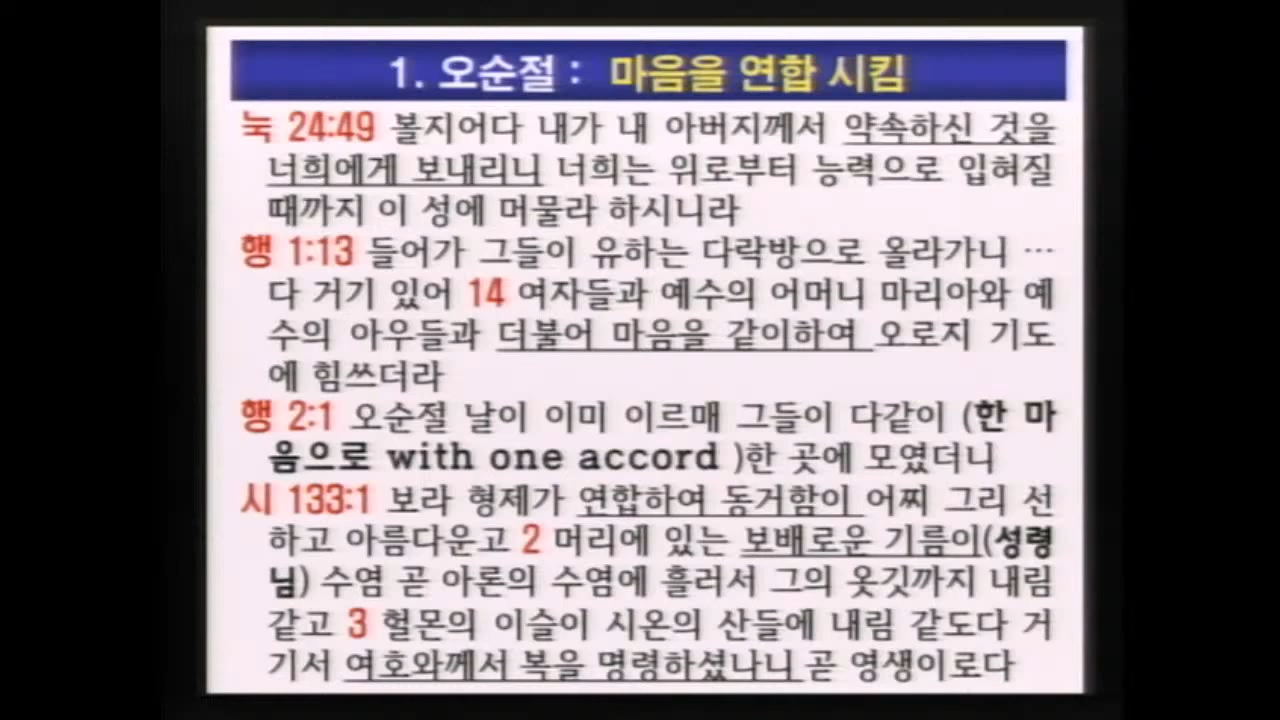 1. 오순절 : 마음을 연합 시킴
눅 24:49 볼지어다 내가 내 아버지께서 약속하신 것을
너희에게 보내리니 너희는 위로부터 능력으로 입혀질
때까지 이 성에 머물라 하시니라
행 1:13 들어가 그들이 유하는 다락방으로 올라가니 …
다 거기 있어 14 여자들과 예수의 어머니 마리아와 예
수의 아우들과 더불어 마음을 같이하여 오로지 기도
에 힘쓰더라
행 2:1 오순절 날이 이미 이르매 그들이 다같이 (한 마
음으로 with one accord )한 곳에 모였더니
시 133:1 보라 형제가 연합하여 동거함이 어찌 그리 선
하고 아름다운고 2 머리에 있는 보배로운 기름이(성령
님) 수염 곧 아론의 수염에 흘러서 그의 옷깃까지 내림
같고 3 헐몬의 이슬이 시온의 산들에 내림 같도다 거
기서 여호와께서 복을 명령하셨나니 곧 영생이로다